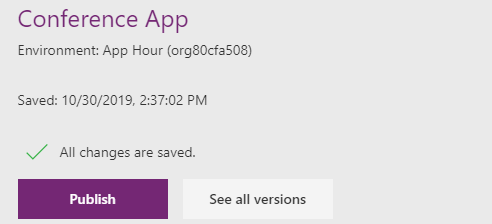 Conference App
Environment: App Hour (org80cfa508)
Saved: 10/30/2019, 2:37:02 PM
All changes are saved.
Publish
See all versions